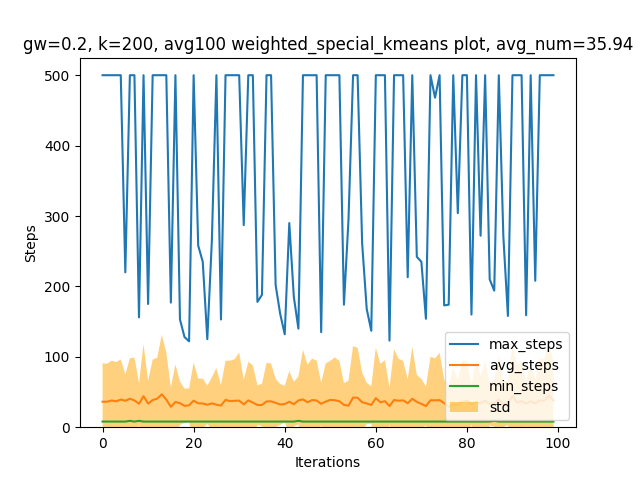 gw=0.2, k=200, avg100 weighted_special_kmeans plot, avg_num=35.94
500
400
300
200
100
0
Steps
max_steps
avg_steps
min_steps
std
0 20 40 60 80 100
Iterations